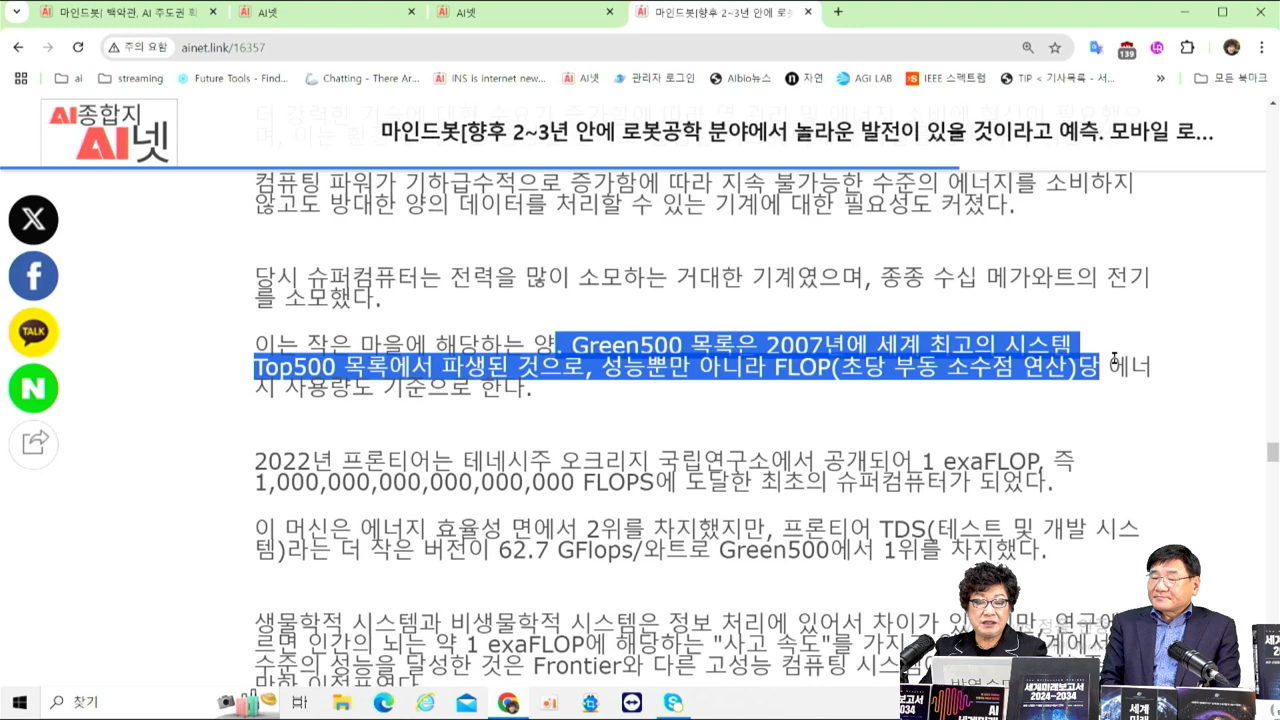 마인드봇[ 백악관, AI 주도권 확
AI넷
AI넷
마인드봇[향후 2~3년 안에 로봇
주의 요함
ainet.link/16357
139
ai
streaming
Future Tools - Find...
Chatting - There Ar...
INS is internet new...
AI넷
관리자 로그인
Albio뉴스
자연
AGI LAB
IEEE 스펙트럼
TIP < 기사목록 - 서...
모든 북마크
AI종합지
AI넷
마인드봇[향후 2~3년 안에 로봇공학 분야에서 놀라운 발전이 있을 것이라고 예측. 모바일 로...
컴퓨팅 파워가 기하급수적으로 증가함에 따라 지속 불가능한 수준의 에너지를 소비하지
않고도 방대한 양의 데이터를 처리할 수 있는 기계에 대한 필요성도 커졌다.
당시 슈퍼컴퓨터는 전력을 많이 소모하는 거대한 기계였으며, 종종 수십 메가와트의 전기
를 소모했다.
이는 작은 마을에 해당하는 양. Green500 목록은 2007년에 세계 최고의 시스템
Top500 목록에서 파생된 것으로, 성능뿐만 아니라 FLOP(초당 부동 소수점 연산)당 에너
지 사용량도 기준으로 한다.
2022년 프론티어는 테네시주 오크리지 국립연구소에서 공개되어 1 exaFLOP, 즉
1,000,000,000,000,000,000 FLOPS에 도달한 최초의 슈퍼컴퓨터가 되었다.
이 머신은 에너지 효율성 면에서 2위를 차지했지만, 프론티어 TDS(테스트 및 개발 시스
템)라는 더 작은 버전이 62.7 GFlops/와트로 Green500에서 1위를 차지했다.
생물학적 시스템과 비생물학적 시스템은 정보 처리에 있어서 차이가 있
르면 인간의 뇌는 약 1 exaFLOP에 해당하는 "사고 속도"를 가지
수준의 성능을 달성한 것은 Frontier와 다른 고성능 컴퓨팅 시스템
TALK
찾기
세계미래보고서
2024-2034
AI
세계
미래